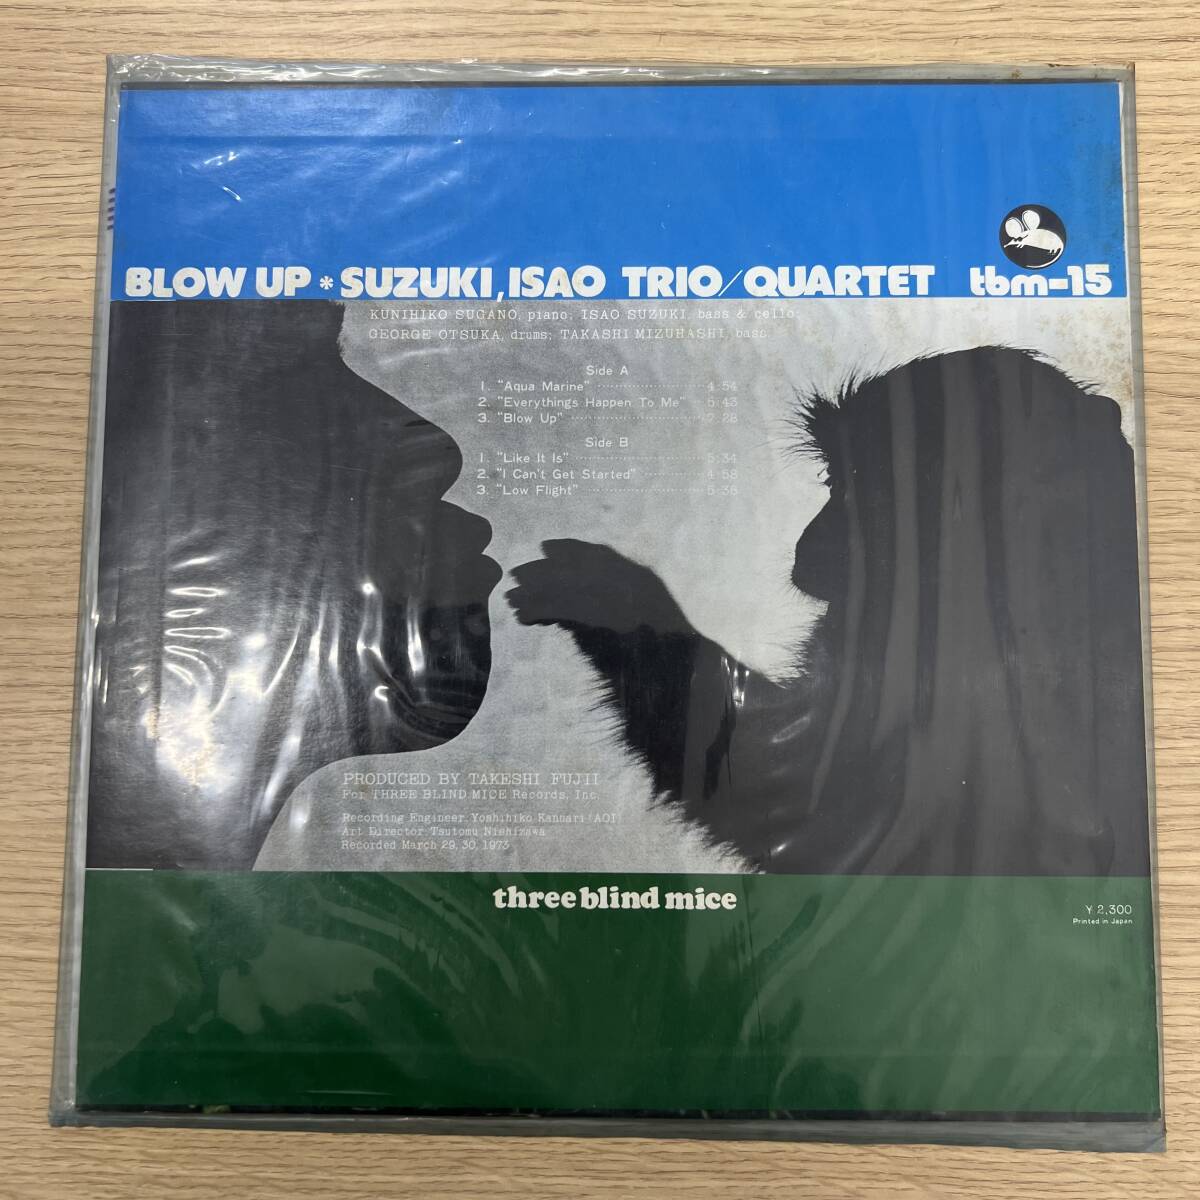 BLOW UP * SUZUKI, ISAO TRIO/QUARTET tbm-15
KUNIHIKO SUGANO, piano; ISAO SUZUKI, bass & cello;
GEORGE OTSUKA, drums; TAKASHI MIZUHASHI, bass
Side A
1. "Aqua Marine" 4:54
2. "Everythings Happen To Me" 5:43
3. "Blow Up" 7:28
Side B
1. "Like It Is" 5:34
2. "I Can't Get Started" 4:58
3. "Low Flight" 5:36
PRODUCED BY TAKESHI FUJII
For THREE BLIND MICE Records, Inc.
Recording Engineer Yoshihiko Kannari (AOI)
Art Director Tsutomu Nishizawa
Recorded March 29, 30, 1973
three blind mice
¥ 2,300
Printed in Japan